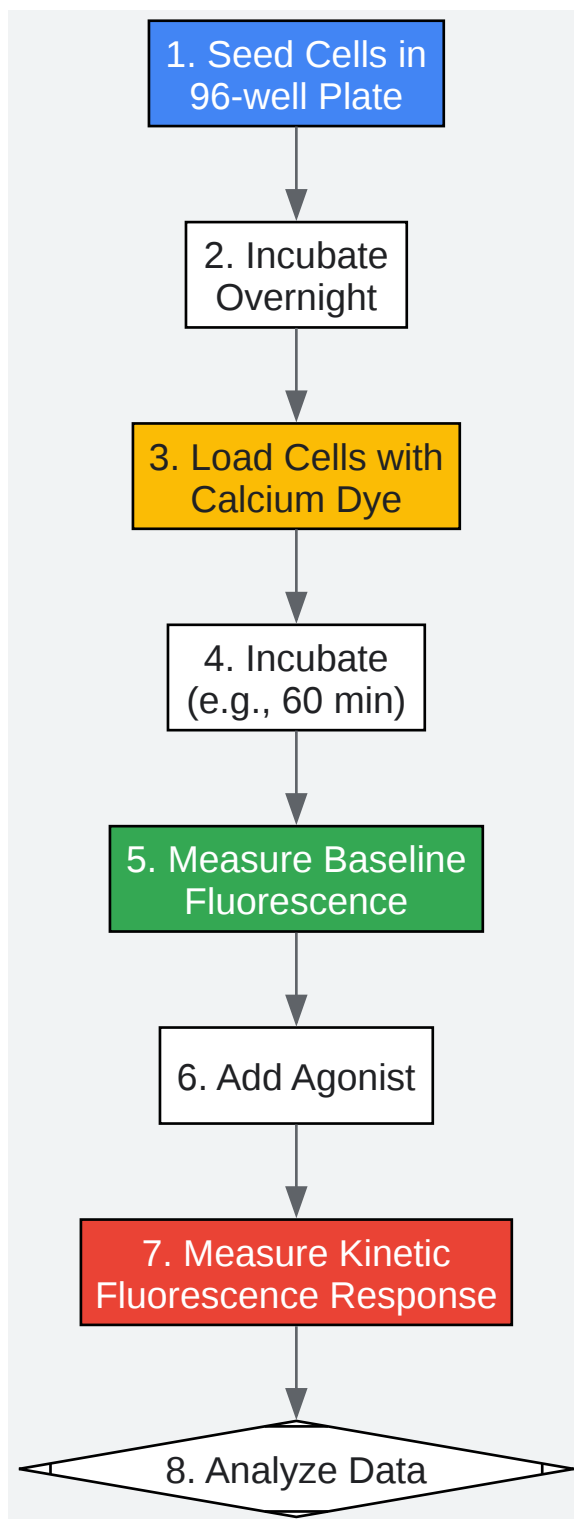 1. Seed Cells in
96-well Plate
2. Incubate
Overnight
3. Load Cells with
Calcium Dye
4. Incubate
(e.g., 60 min)
5. Measure Baseline
Fluorescence
6. Add Agonist
7. Measure Kinetic
Fluorescence Response
8. Analyze Data